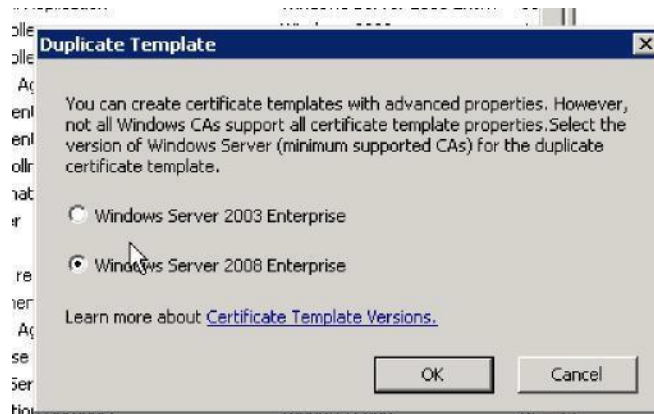 Duplicate Template
You can create certificate templates with advanced properties. However,
not all Windows CAs support all certificate template properties.Select the
version of Windows Server (minimum supported CAs) for the duplicate
certificate template.
Windows Server 2003 Enterprise
Windows Server 2008 Enterprise
Learn more about Certificate Template Versions.
OK
Cancel